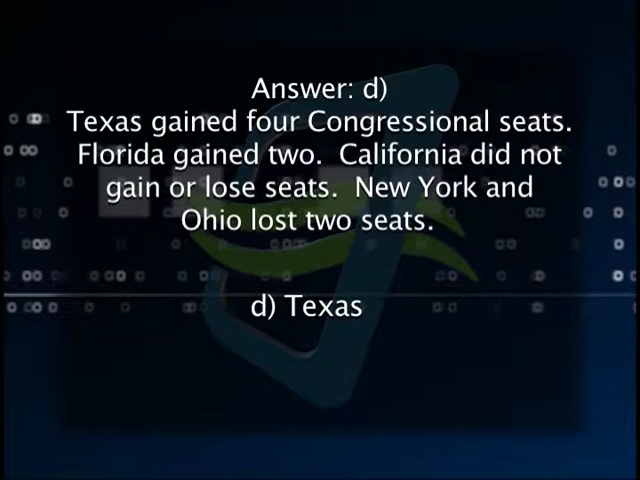 Answer: d)
Texas gained four Congressional seats.
Florida gained two. California did not
gain or lose seats. New York and
Ohio lost two seats.
d) Texas